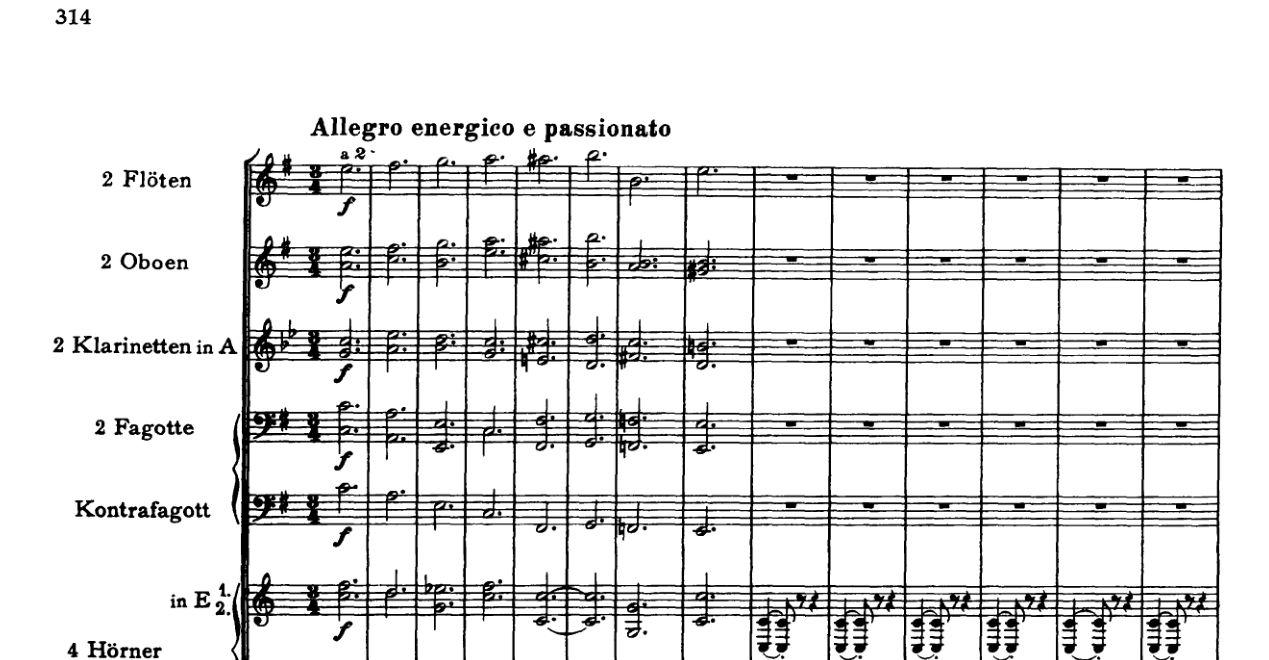 314
Allegro energico e passionato
a 2
2 Flöten
f
2 Oboen
f
2 Klarinetten in A
f
2 Fagotte
f
Kontrafagott
f
in E 1.
2.
f
4 Hörner